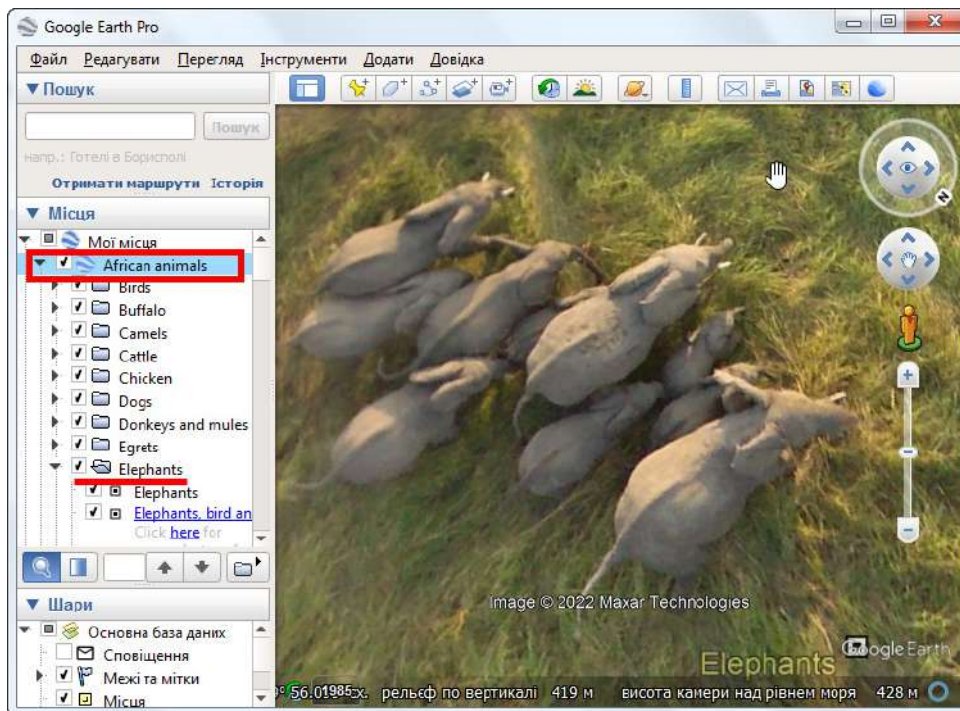 Google Earth Pro
Файл Редагувати Перегляд Інструменти Додати Довідка
Пошук
Пошук
напр.: Готелі в Борисполі
Отримати маршрути Історія
Місця
Мої місця
African animals
Birds
Buffalo
Camels
Cattle
Chicken
Dogs
Donkeys and mules
Egrets
Elephants
Elephants
Elephants, bird an
Click here for
Шари
Основна база даних
Сповіщення
Межі та мітки
Місця
N
Image © 2022 Maxar Technologies
Google Earth
Elephants
1985
рельєф по вертикалі 419 м висота камери над рівнем моря 428 м